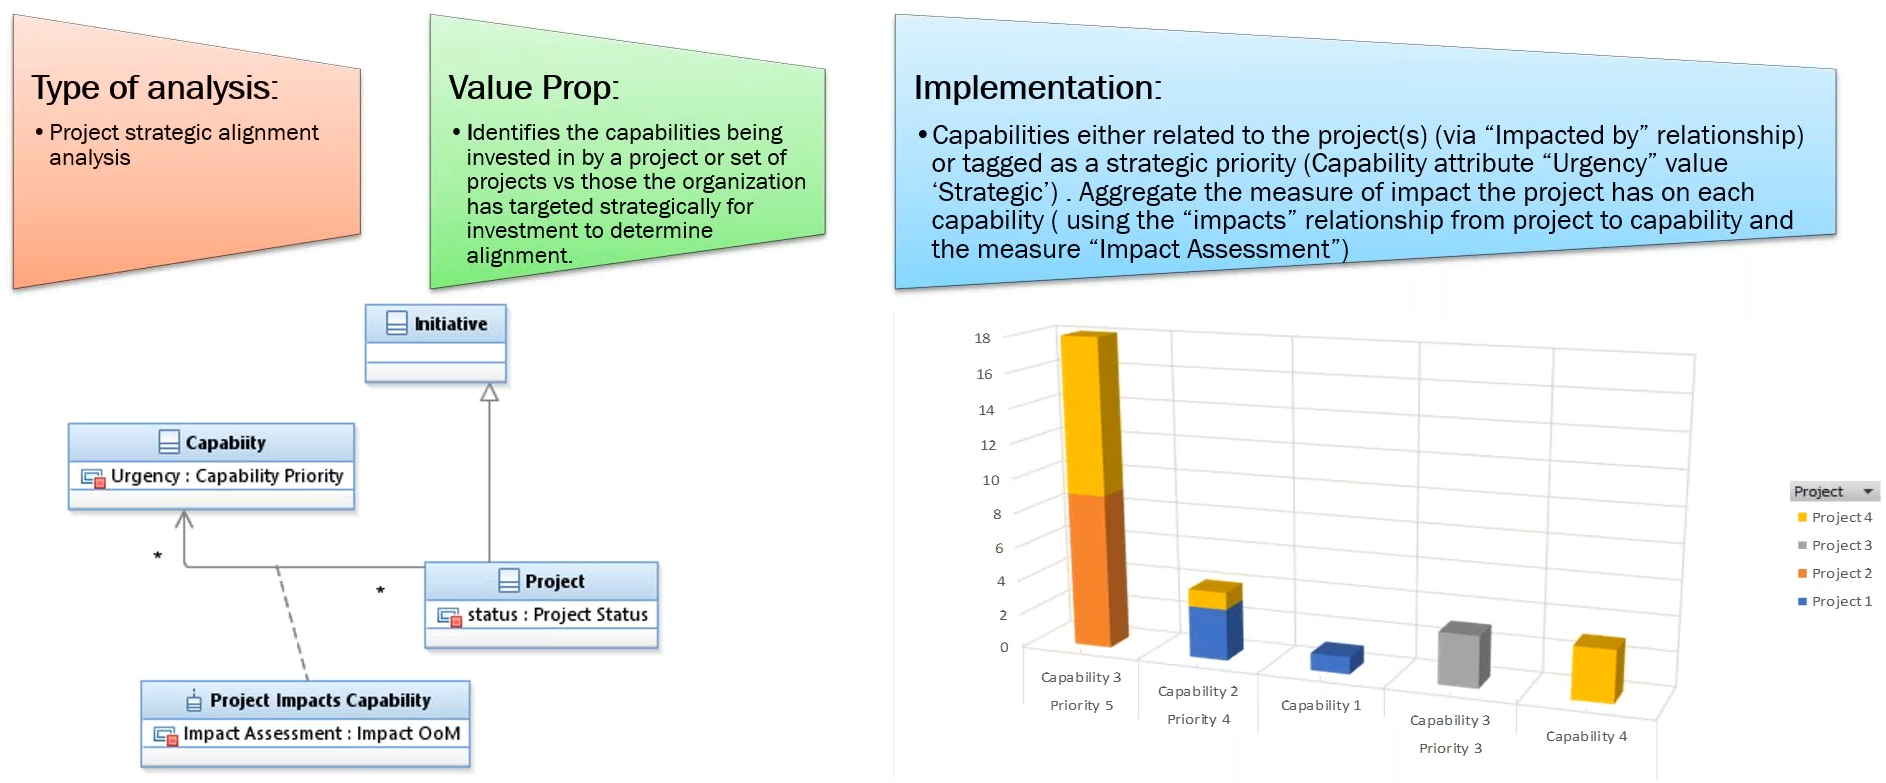 Type of analysis:
• Project strategic alignment
analysis
Value Prop:
• Identifies the capabilities being
invested in by a project or set of
projects vs those the organization
has targeted strategically for
investment to determine
alignment.
Implementation:
• Capabilities either related to the project(s) (via “Impacted by” relationship)
or tagged as a strategic priority (Capability attribute “Urgency” value
‘Strategic’) . Aggregate the measure of impact the project has on each
capability ( using the “impacts” relationship from project to capability and
the measure “Impact Assessment”)
Initiative
Capabiity
Urgency : Capability Priority
*
*
Project
status : Project Status
Project Impacts Capability
Impact Assessment : Impact OoM
18
16
14
12
10
8
6
4
2
0
Capability 3
Priority 5
Capability 2
Priority 4
Capability 1
Capability 3
Priority 3
Capability 4
Project
Project 4
Project 3
Project 2
Project 1